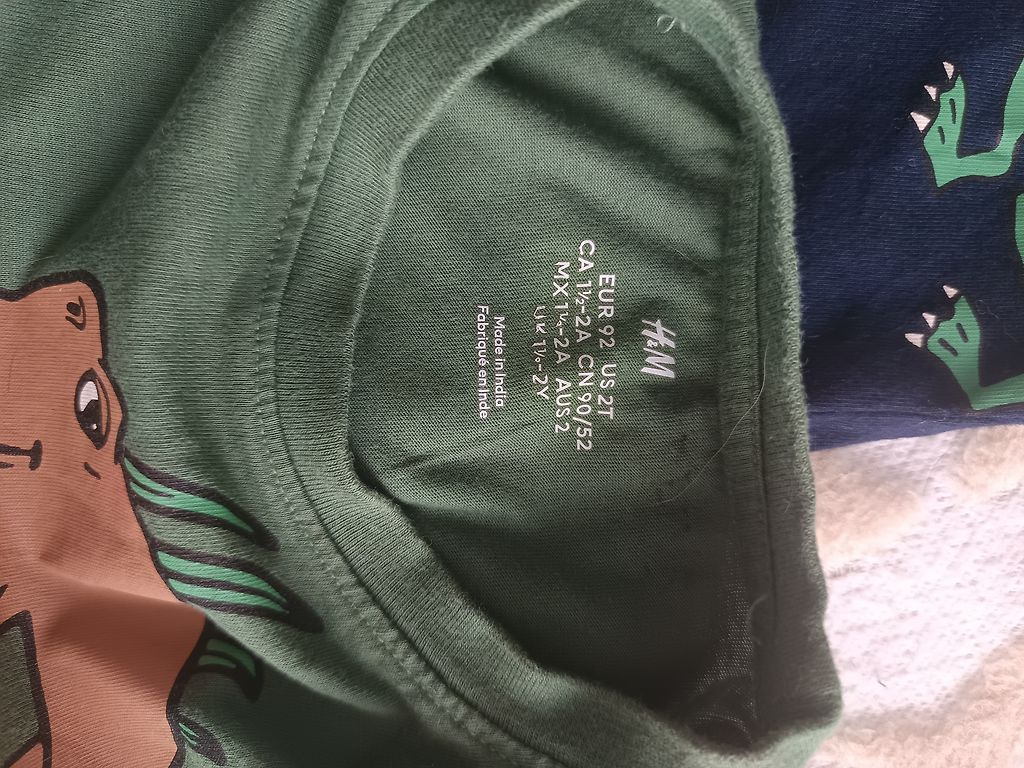 H&M
EUR 92 US 2T
CA 1½-2A CN 90/52
MX 1½-2A AUS 2
UK 1½-2Y
Made in India
Fabriqué en Inde